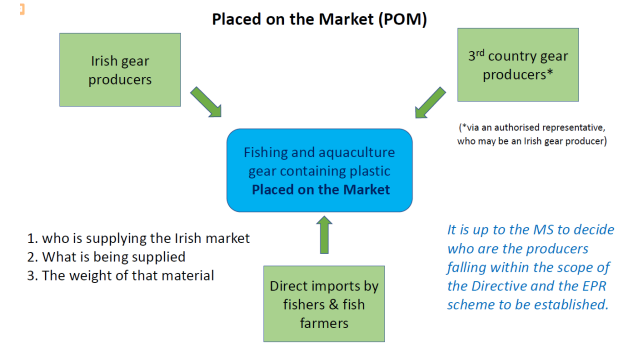 Placed on the Market (POM)
Irish gear
producers
3rd country gear
producers*
(*via an authorised representative,
who may be an Irish gear producer)
Fishing and aquaculture
gear containing plastic
Placed on the Market
1. who is supplying the Irish market
2. What is being supplied
3. The weight of that material
It is up to the MS to decide
who are the producers
falling within the scope of
the Directive and the EPR
scheme to be established.
Direct imports by
fishers & fish
farmers